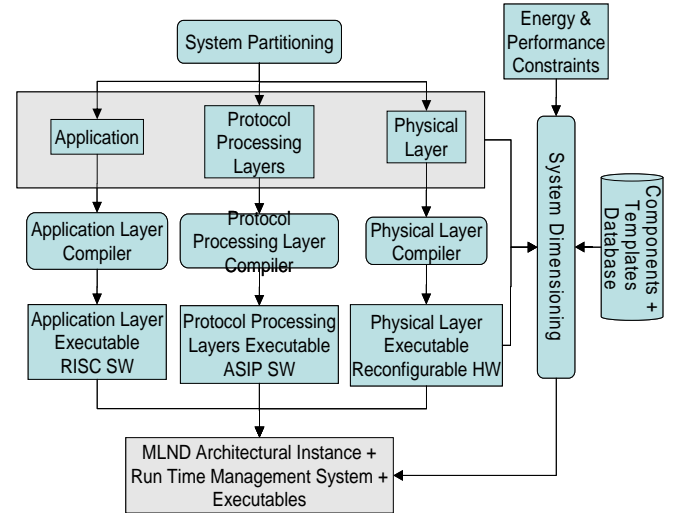 System Partitioning
Energy &
Performance
Constraints
Application
Protocol
Processing
Layers
Physical
Layer
System Dimensioning
Components +
Templates
Database
Application Layer
Compiler
Protocol
Processing Layer
Compiler
Physical Layer
Compiler
Application Layer
Executable
RISC SW
Protocol Processing
Layers Executable
ASIP SW
Physical Layer
Executable
Reconfigurable HW
MLND Architectural Instance +
Run Time Management System +
Executables